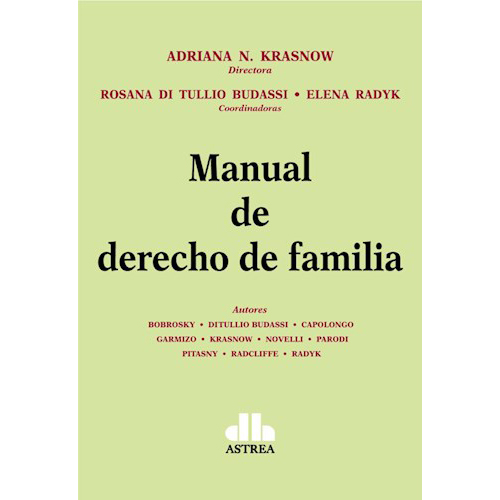 ADRIANA N. KRASNOW
Directora
ROSANA DI TULLIO BUDASSI • ELENA RADYK
Coordinadoras
Manual
de
derecho de familia
Autores
BOBROSKY • DITULLIO BUDASSI • CAPOLONGO
GARMIZO • KRASNOW • NOVELLI • PARODI
PITASNY • RADCLIFFE • RADYK
ASTREA